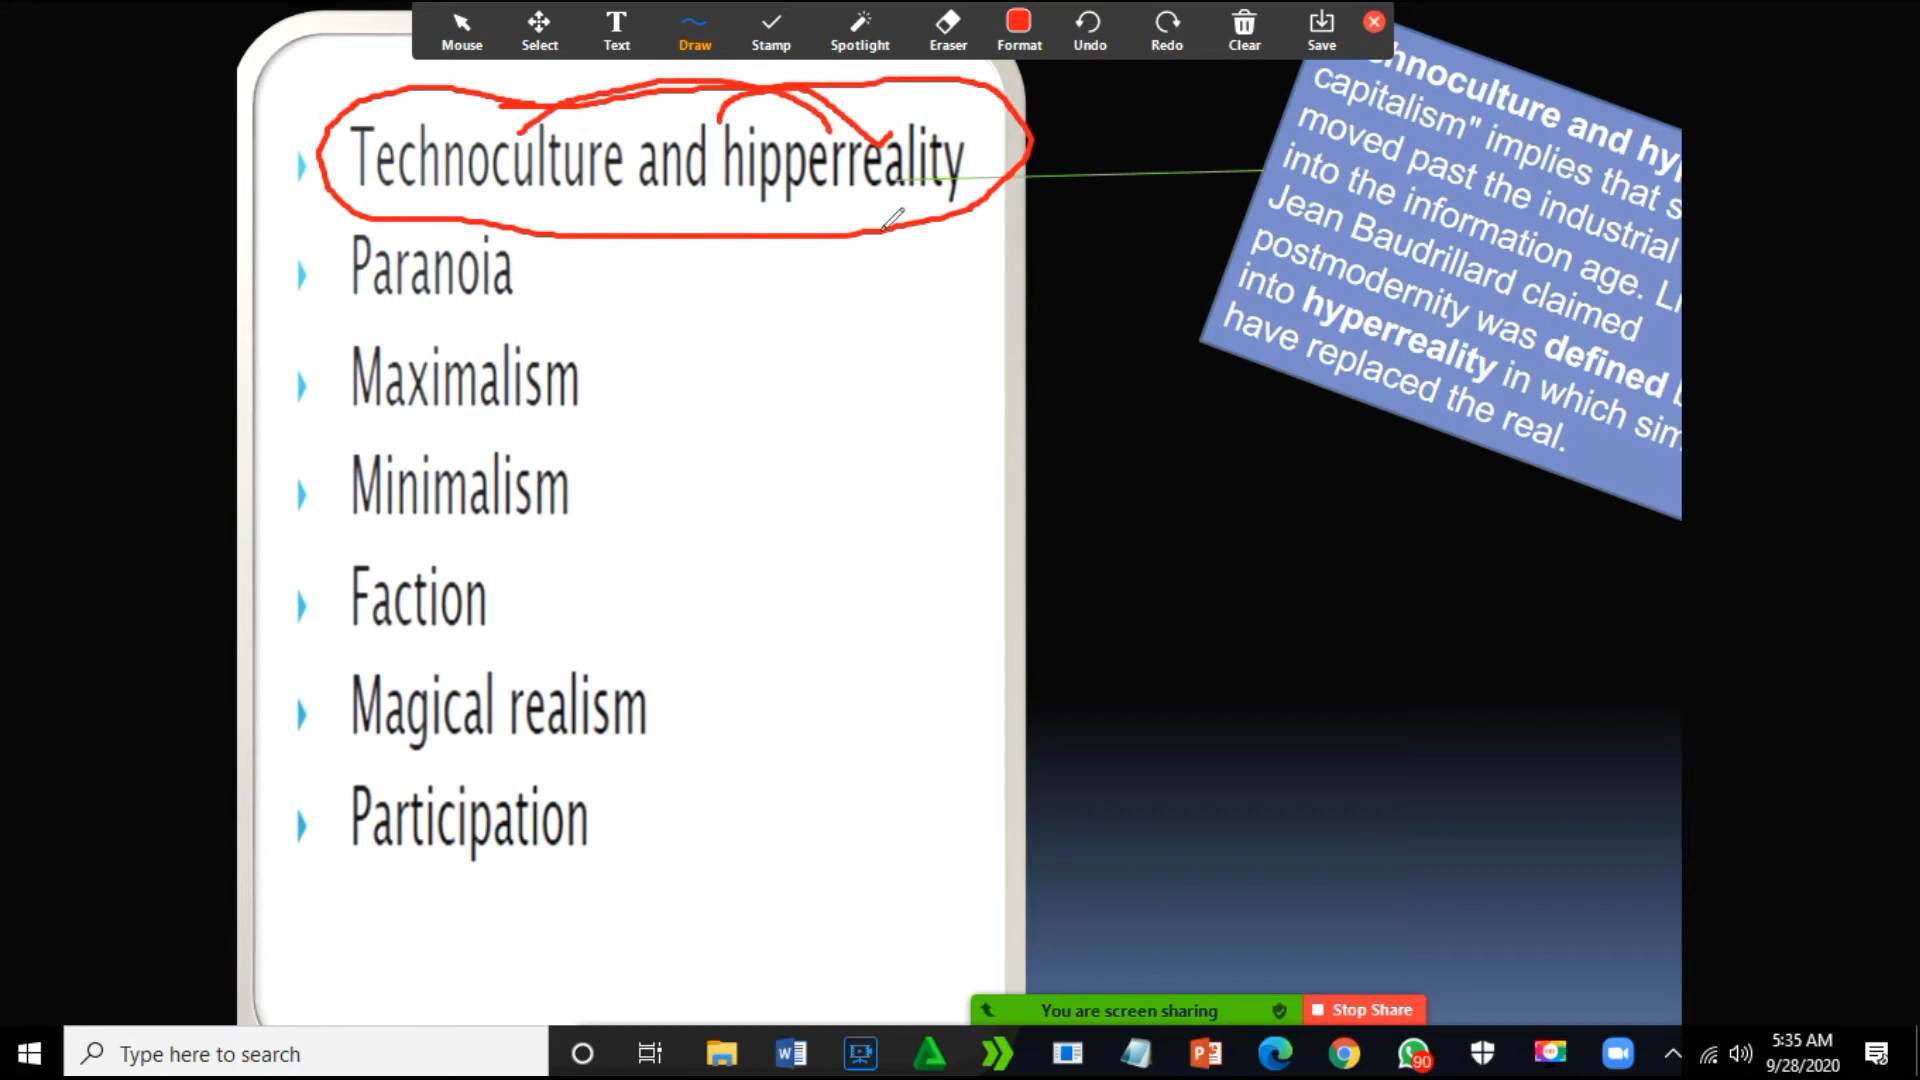 Mouse Select Text Draw Stamp Spotlight Eraser Format Undo Redo Clear Save
Technoculture and hipperreality
Paranoia
Maximalism
Minimalism
Faction
Magical realism
Participation
hnoculture and hy
capitalism" implies that s
moved past the industrial
into the information age.
Jean Baudrillard claimed
postmodernity was defined
into hyperreality in which sim
have replaced the real.
You are screen sharing
Stop Share
Type here to search
90
5:35 AM
9/28/2020